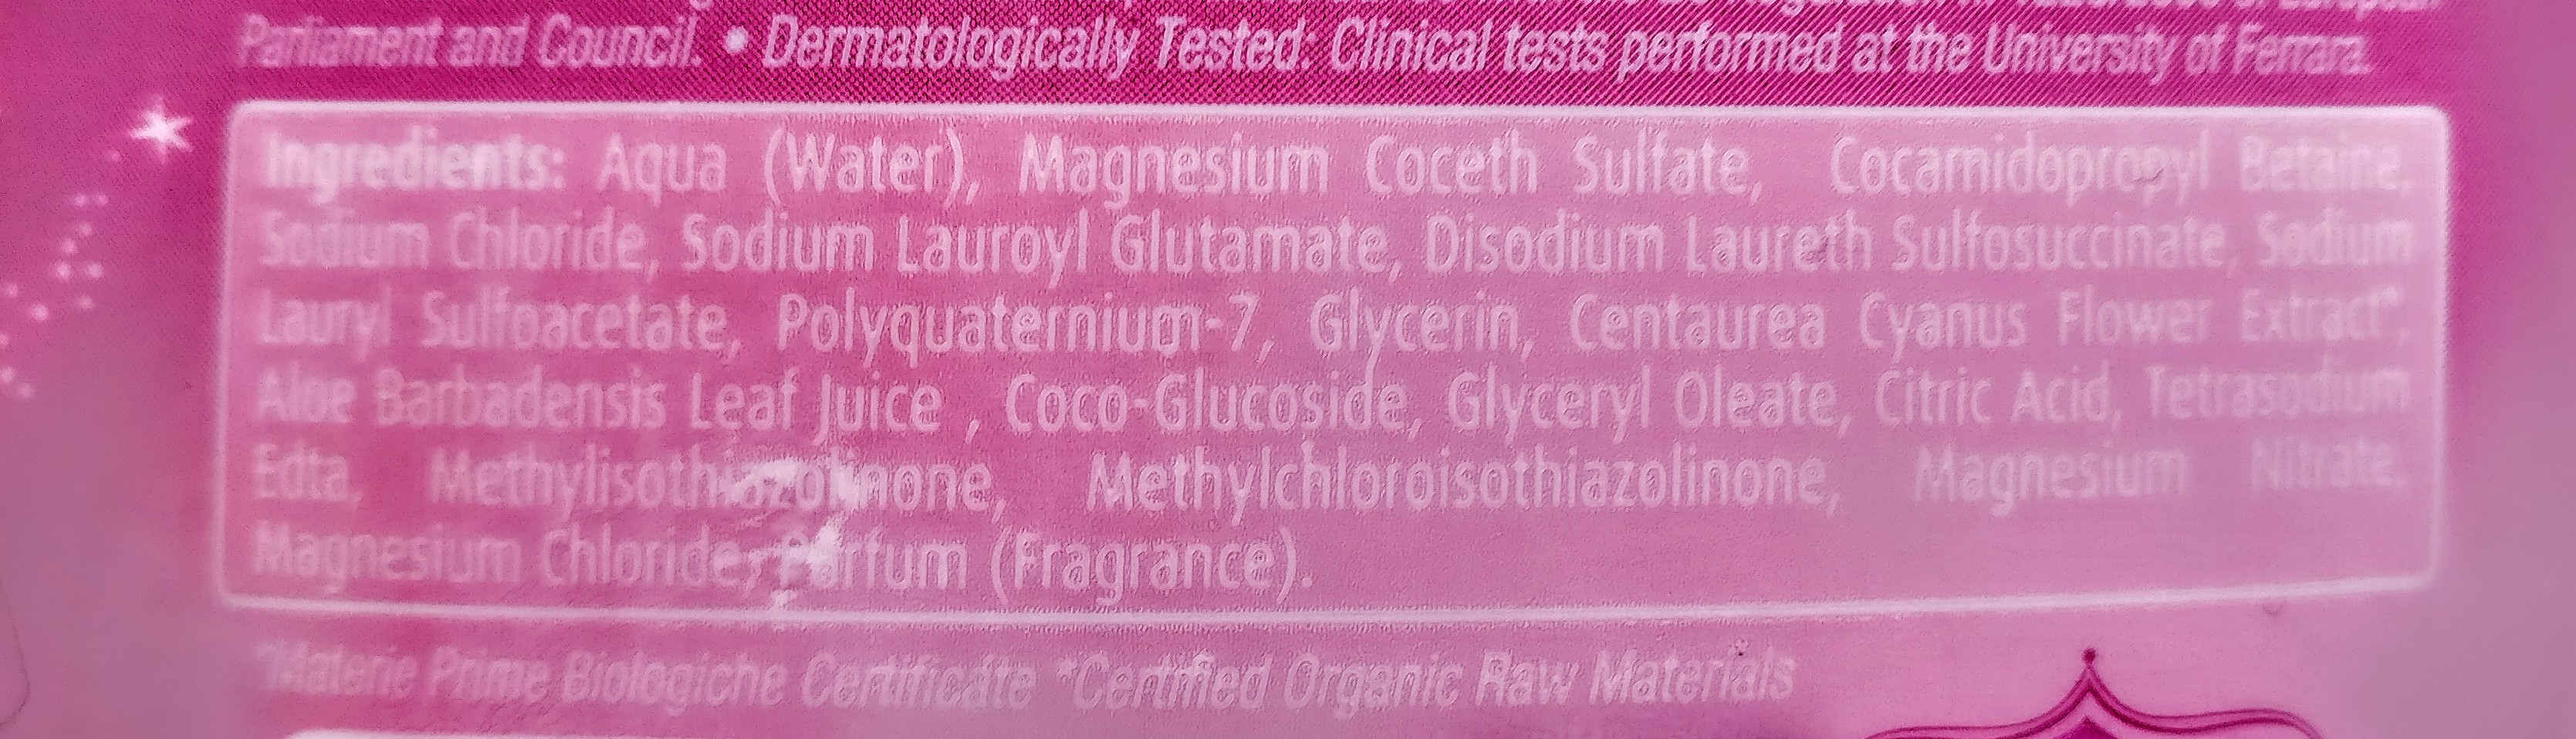 Parliament and Council. • Dermatologically Tested: Clinical tests performed at the University of Ferrara.
Ingredients: Aqua (Water), Magnesium Coceth Sulfate, Cocamidopropyl Betaine,
Sodium Chloride, Sodium Lauroyl Glutamate, Disodium Laureth Sulfosuccinate, Sodium
Lauryl Sulfoacetate, Polyquaternium-7, Glycerin, Centaurea Cyanus Flower Extract*,
Aloe Barbadensis Leaf Juice , Coco-Glucoside, Glyceryl Oleate, Citric Acid, Tetrasodium
Edta, Methylisothiazolinone, Methylchloroisothiazolinone, Magnesium Nitrate,
Magnesium Chloride, Parfum (Fragrance).
*Materie Prime Biologiche Certificate *Certified Organic Raw Materials